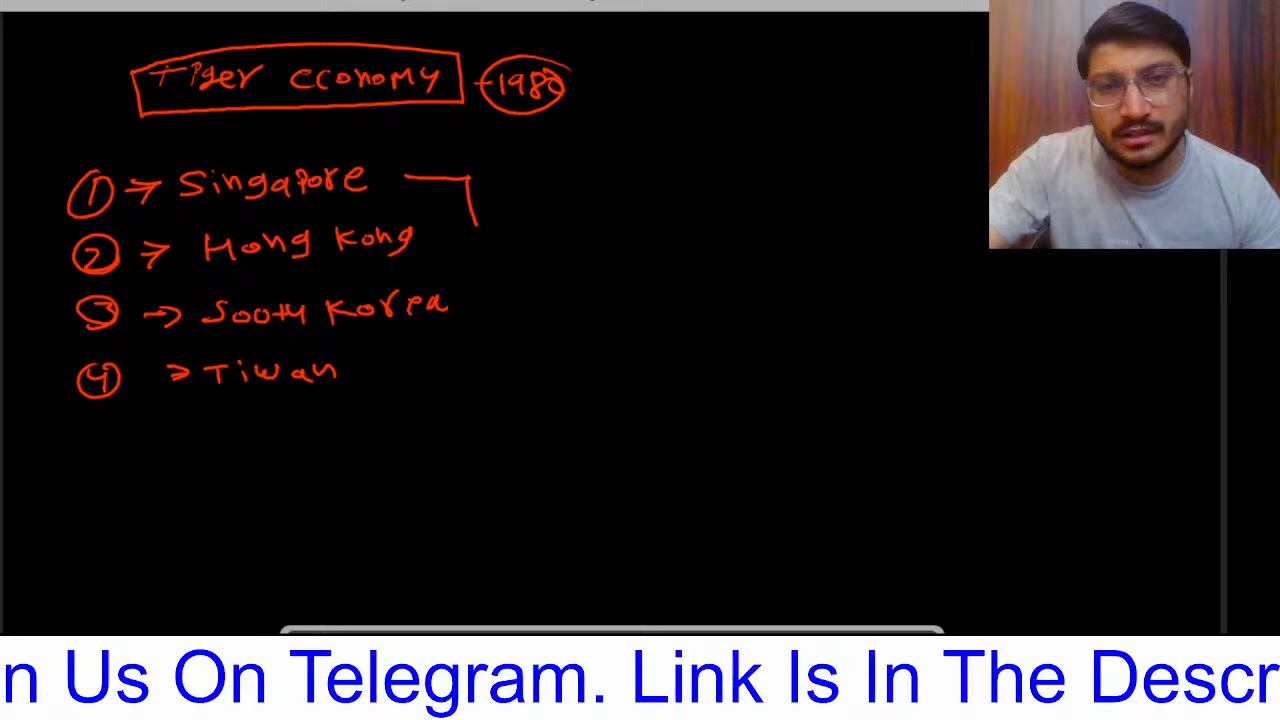 Tiger economy - 1980
1 → Singapore
2 → Hong Kong
3 → South Korea
4 → Tiwan
n Us On Telegram. Link Is In The Descr